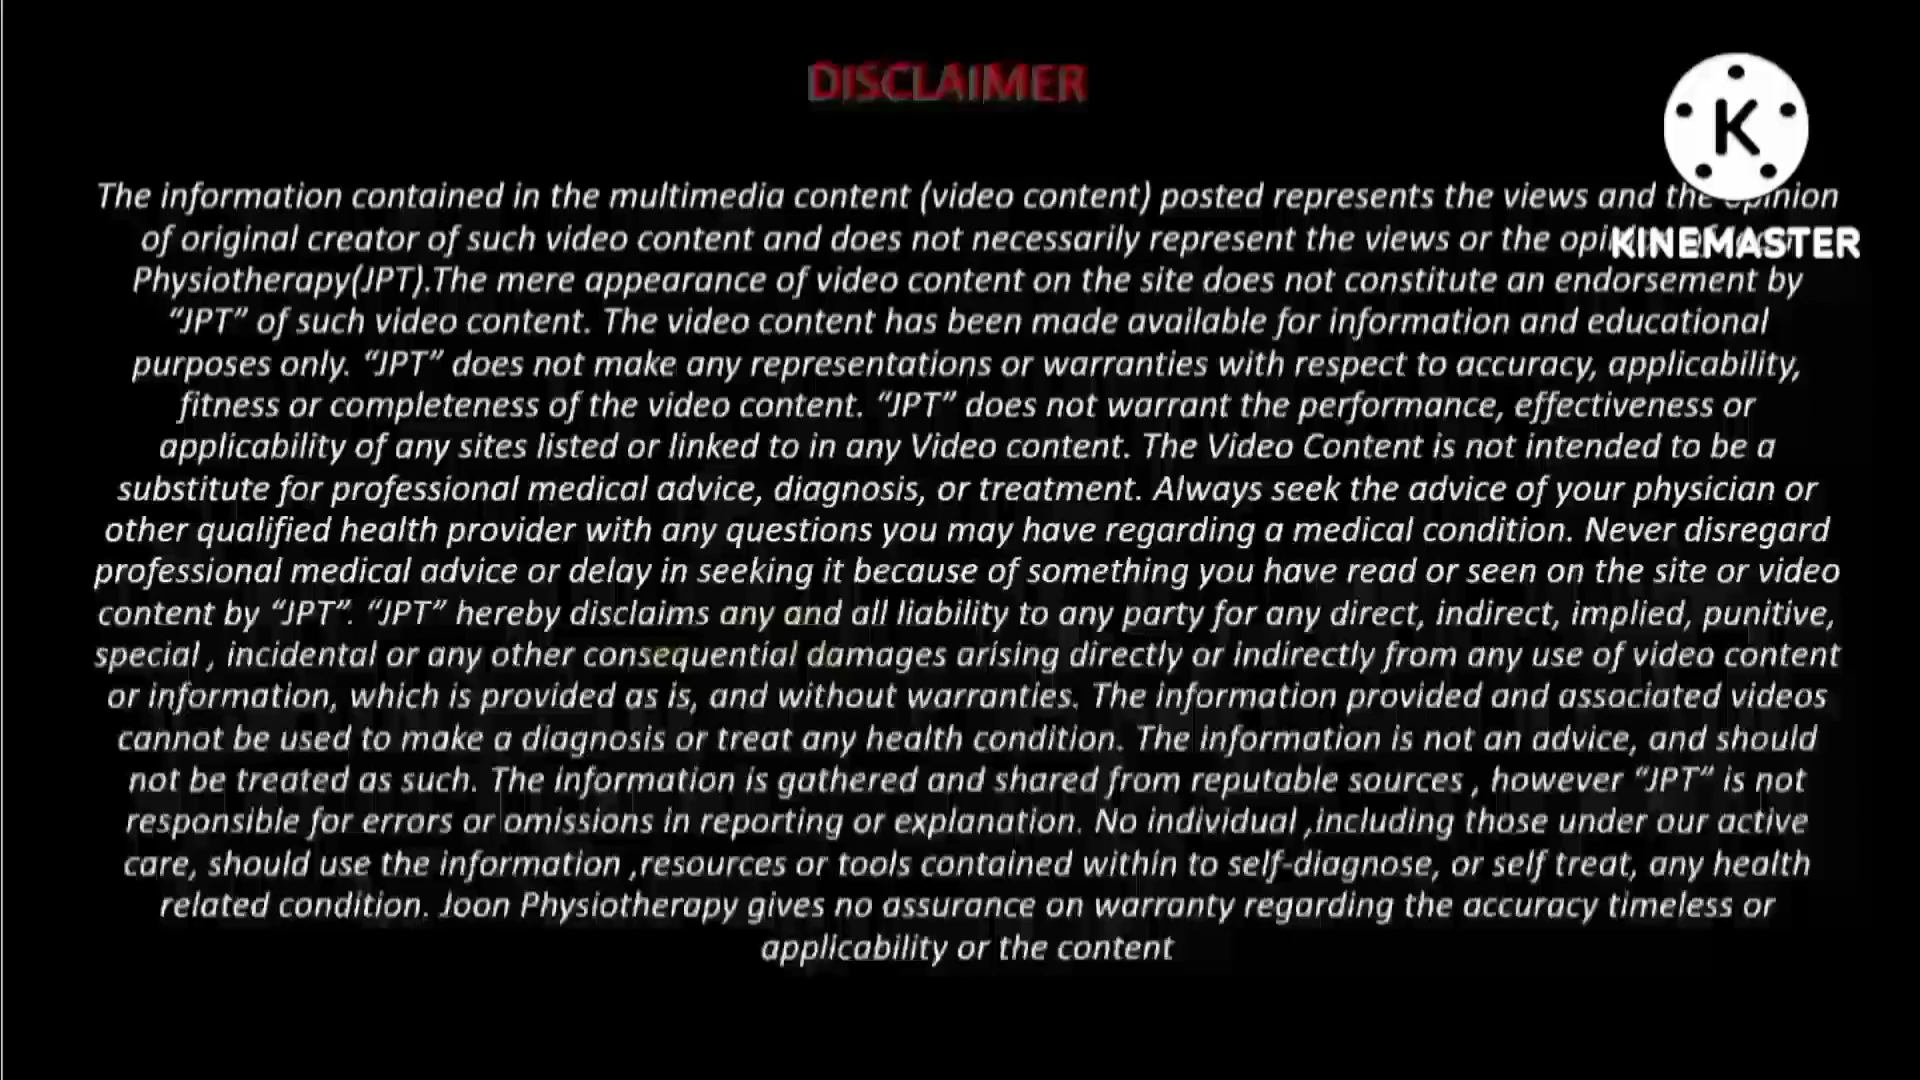 DISCLAIMER
K
KINEMASTER
The information contained in the multimedia content (video content) posted represents the views and the opinion
of original creator of such video content and does not necessarily represent the views or the
Physiotherapy(JPT).The mere appearance of video content on the site does not constitute an endorsement by
“JPT” of such video content. The video content has been made available for information and educational
purposes only. “JPT” does not make any representations or warranties with respect to accuracy, applicability,
fitness or completeness of the video content. “JPT” does not warrant the performance, effectiveness or
applicability of any sites listed or linked to in any Video content. The Video Content is not intended to be a
substitute for professional medical advice, diagnosis, or treatment. Always seek the advice of your physician or
other qualified health provider with any questions you may have regarding a medical condition. Never disregard
professional medical advice or delay in seeking it because of something you have read or seen on the site or video
content by “JPT”. “JPT” hereby disclaims any and all liability to any party for any direct, indirect, implied, punitive,
special , incidental or any other consequential damages arising directly or indirectly from any use of video content
or information, which is provided as is, and without warranties. The information provided and associated videos
cannot be used to make a diagnosis or treat any health condition. The information is not an advice, and should
not be treated as such. The information is gathered and shared from reputable sources , however “JPT” is not
responsible for errors or omissions in reporting or explanation. No individual ,including those under our active
care, should use the information ,resources or tools contained within to self-diagnose, or self treat, any health
related condition. Joon Physiotherapy gives no assurance on warranty regarding the accuracy timeless or
applicability or the content